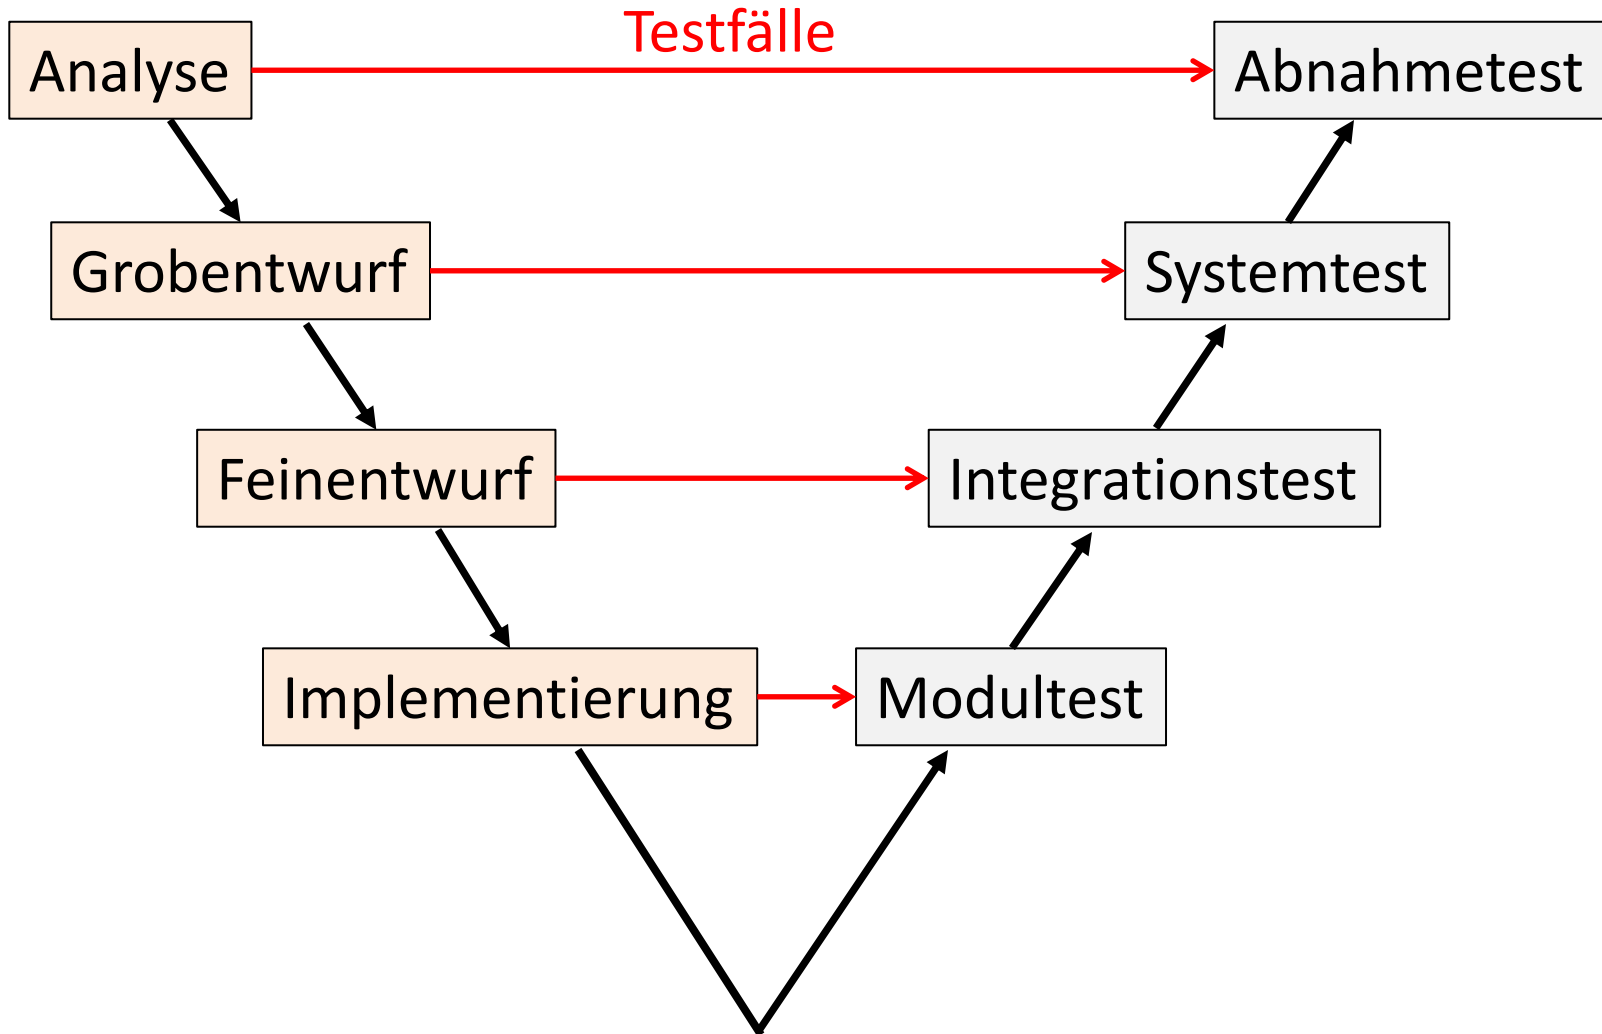 Testfälle
Analyse
Abnahmetest
Grobentwurf
Systemtest
Feinentwurf
Integrationstest
Implementierung
Modultest